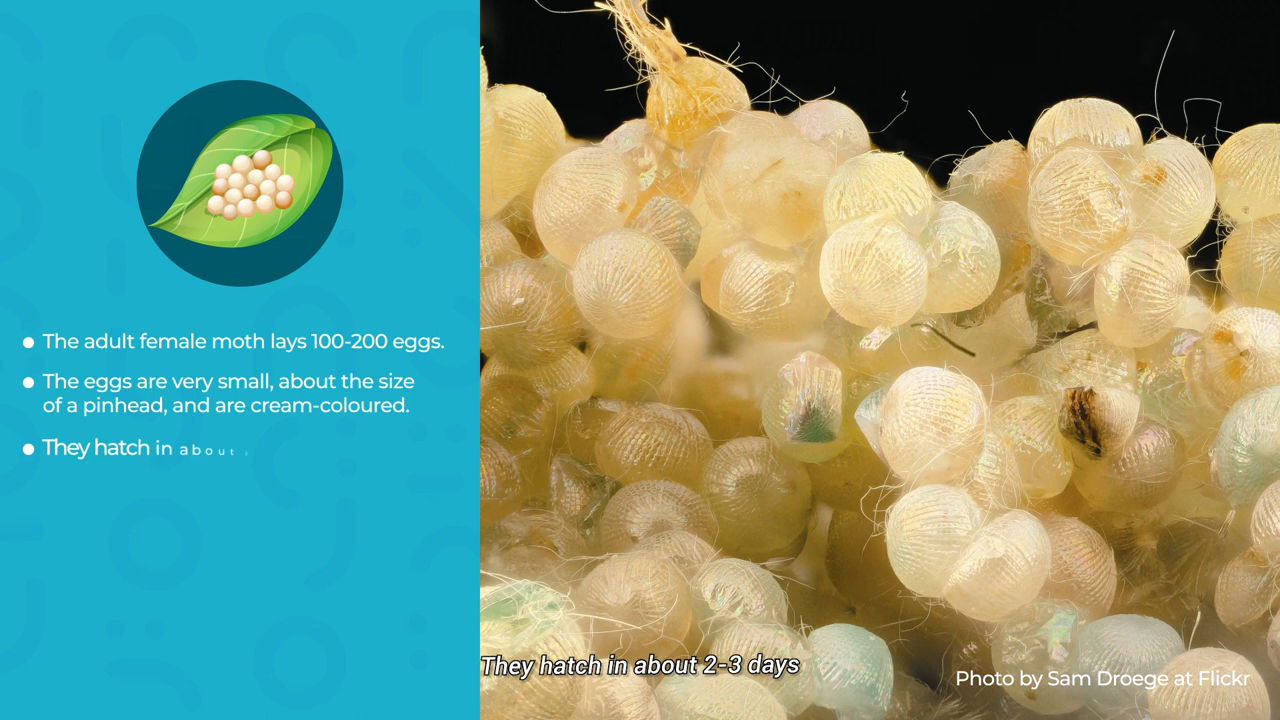 The adult female moth lays 100-200 eggs.
The eggs are very small, about the size
of a pinhead, and are cream-coloured.
They hatch in about
They hatch in about 2-3 days
Photo by Sam Droege at Flickr